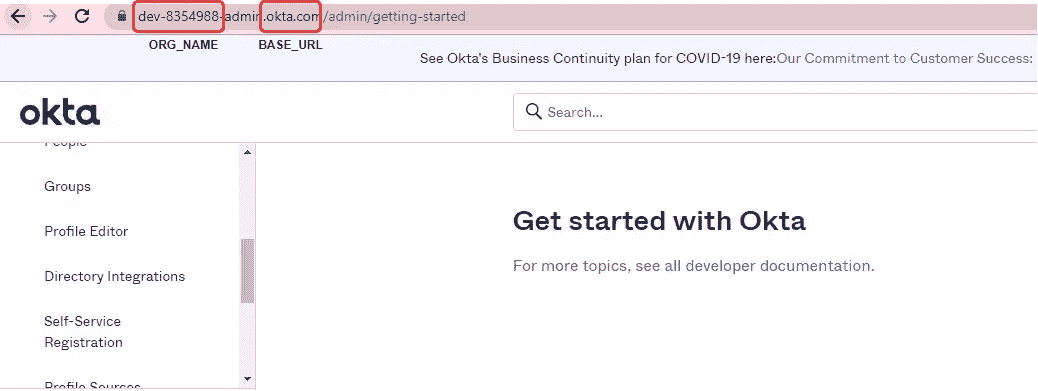 dev-8354988-admin.okta.com/admin/getting-started
ORG_NAME BASE_URL
See Okta's Business Continuity plan for COVID-19 here:Our Commitment to Customer Success:
okta
Search...
People
Groups
Profile Editor
Directory Integrations
Self-Service
Registration
Profile Sources
Get started with Okta
For more topics, see all developer documentation.